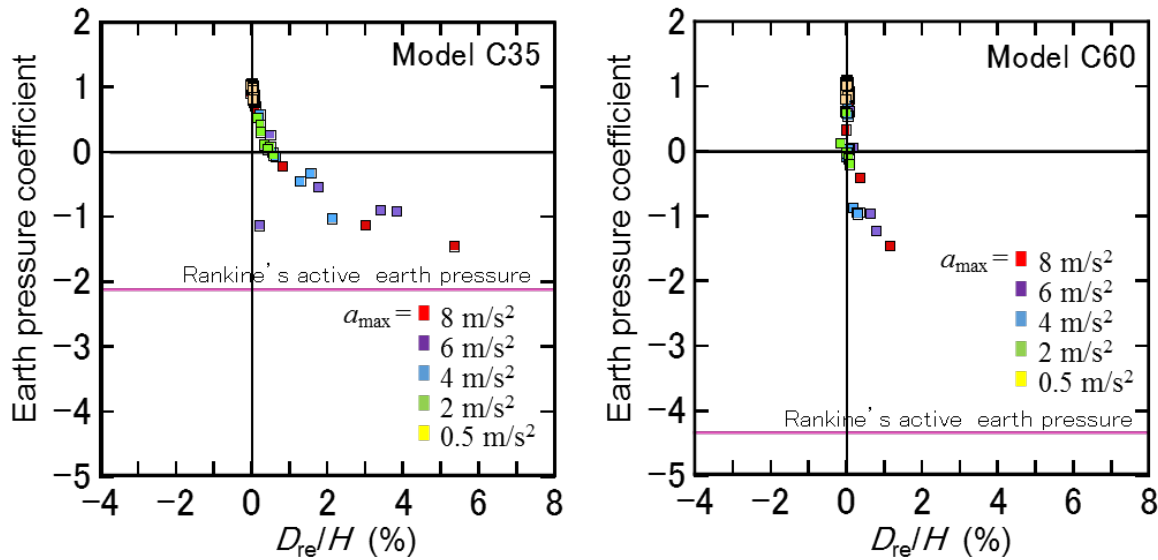 Model C35
Earth pressure coefficient
2
1
0
−1
−2
−3
−4
−5
Rankine's active earth pressure
amax =
8 m/s²
6 m/s²
4 m/s²
2 m/s²
0.5 m/s²
−4 −2 0 2 4 6 8
Dre/H (%)
Model C60
Earth pressure coefficient
2
1
0
−1
−2
−3
−4
−5
amax =
8 m/s²
6 m/s²
4 m/s²
2 m/s²
0.5 m/s²
Rankine's active earth pressure
−4 −2 0 2 4 6 8
Dre/H (%)